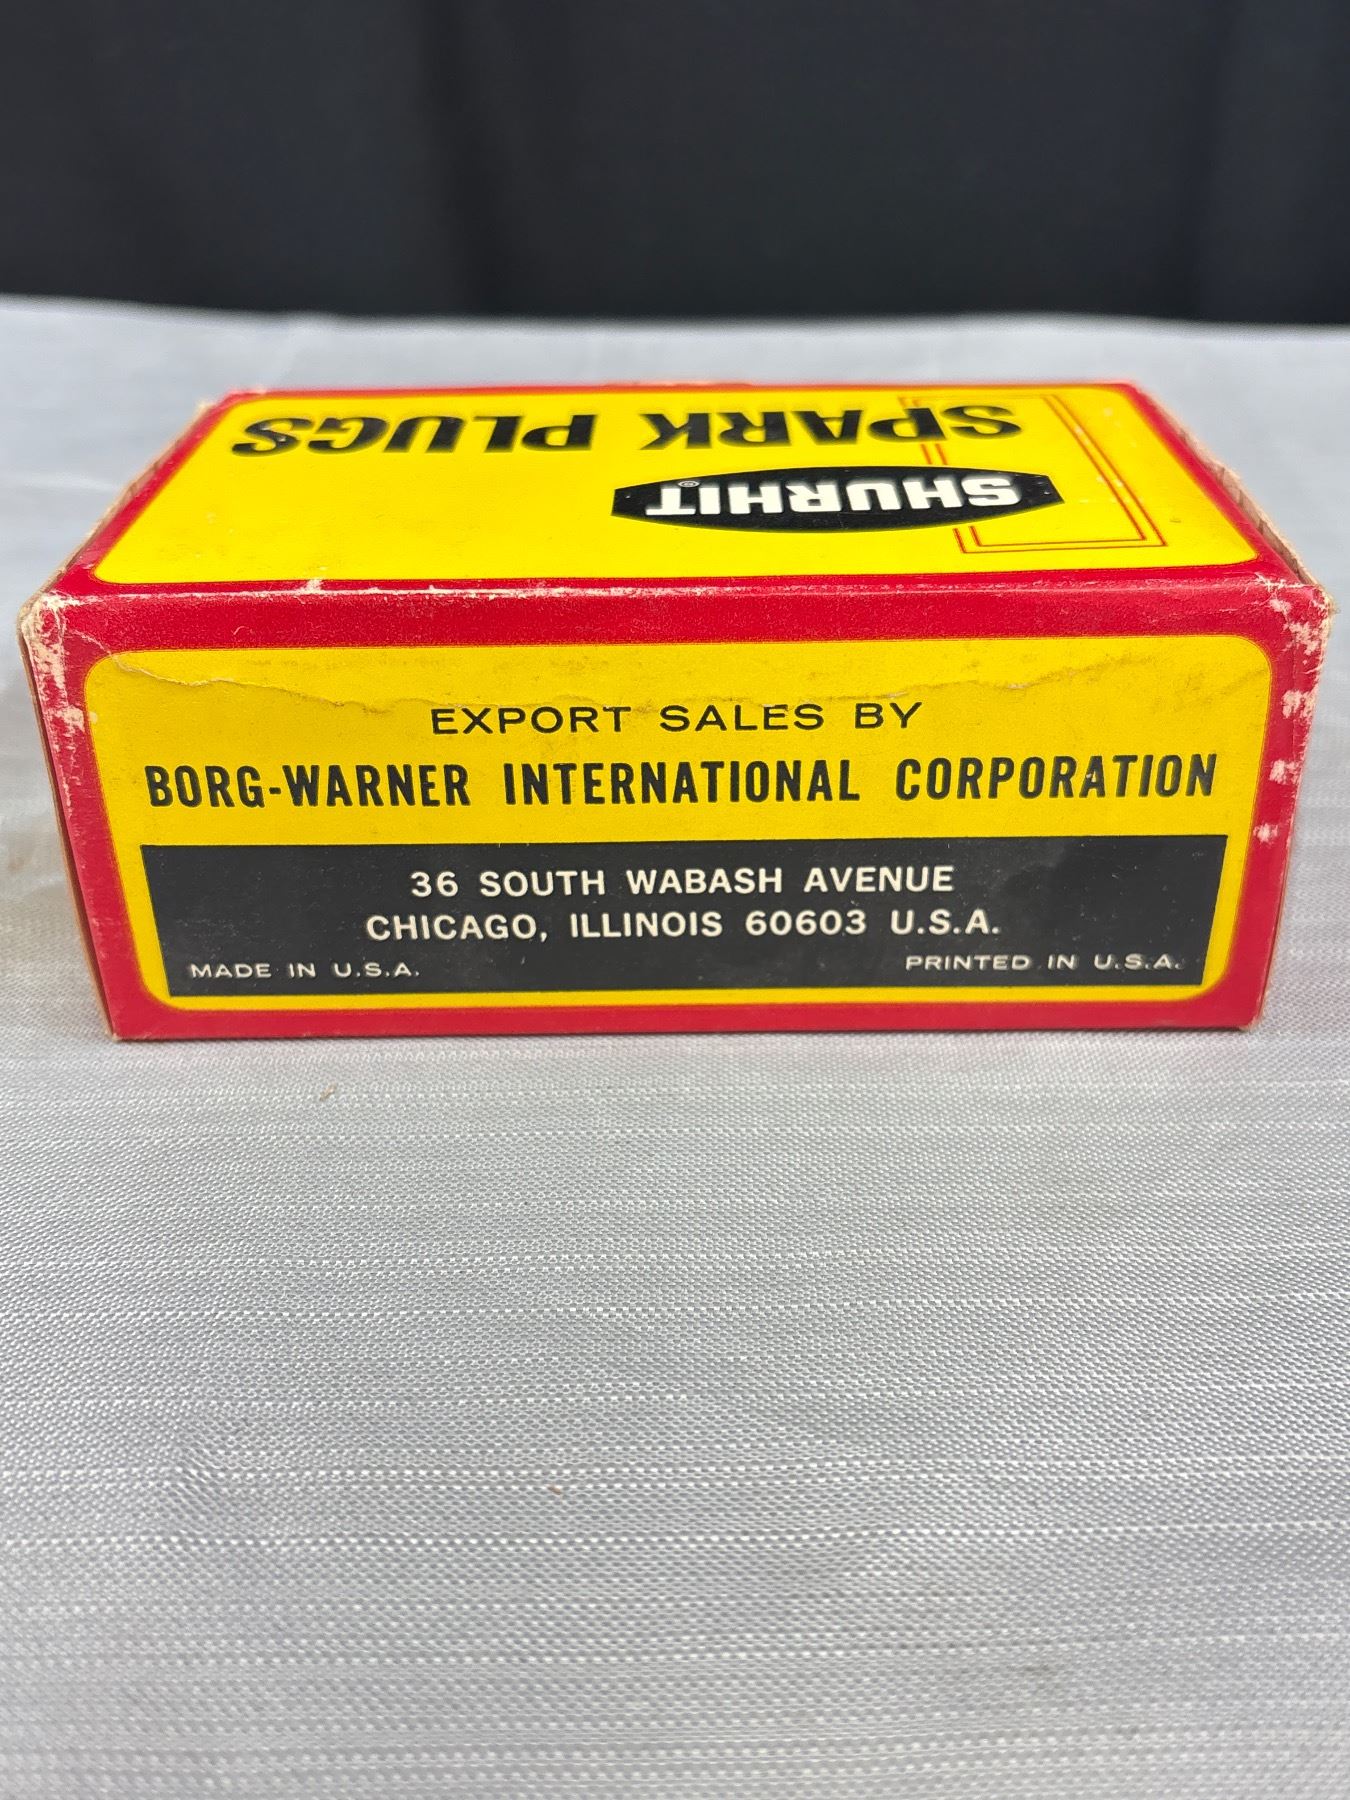 SPARK PLUGS
SHURHIT®
EXPORT SALES BY
BORG-WARNER INTERNATIONAL CORPORATION
36 SOUTH WABASH AVENUE
CHICAGO, ILLINOIS 60603 U.S.A.
MADE IN U.S.A.
PRINTED IN U.S.A.